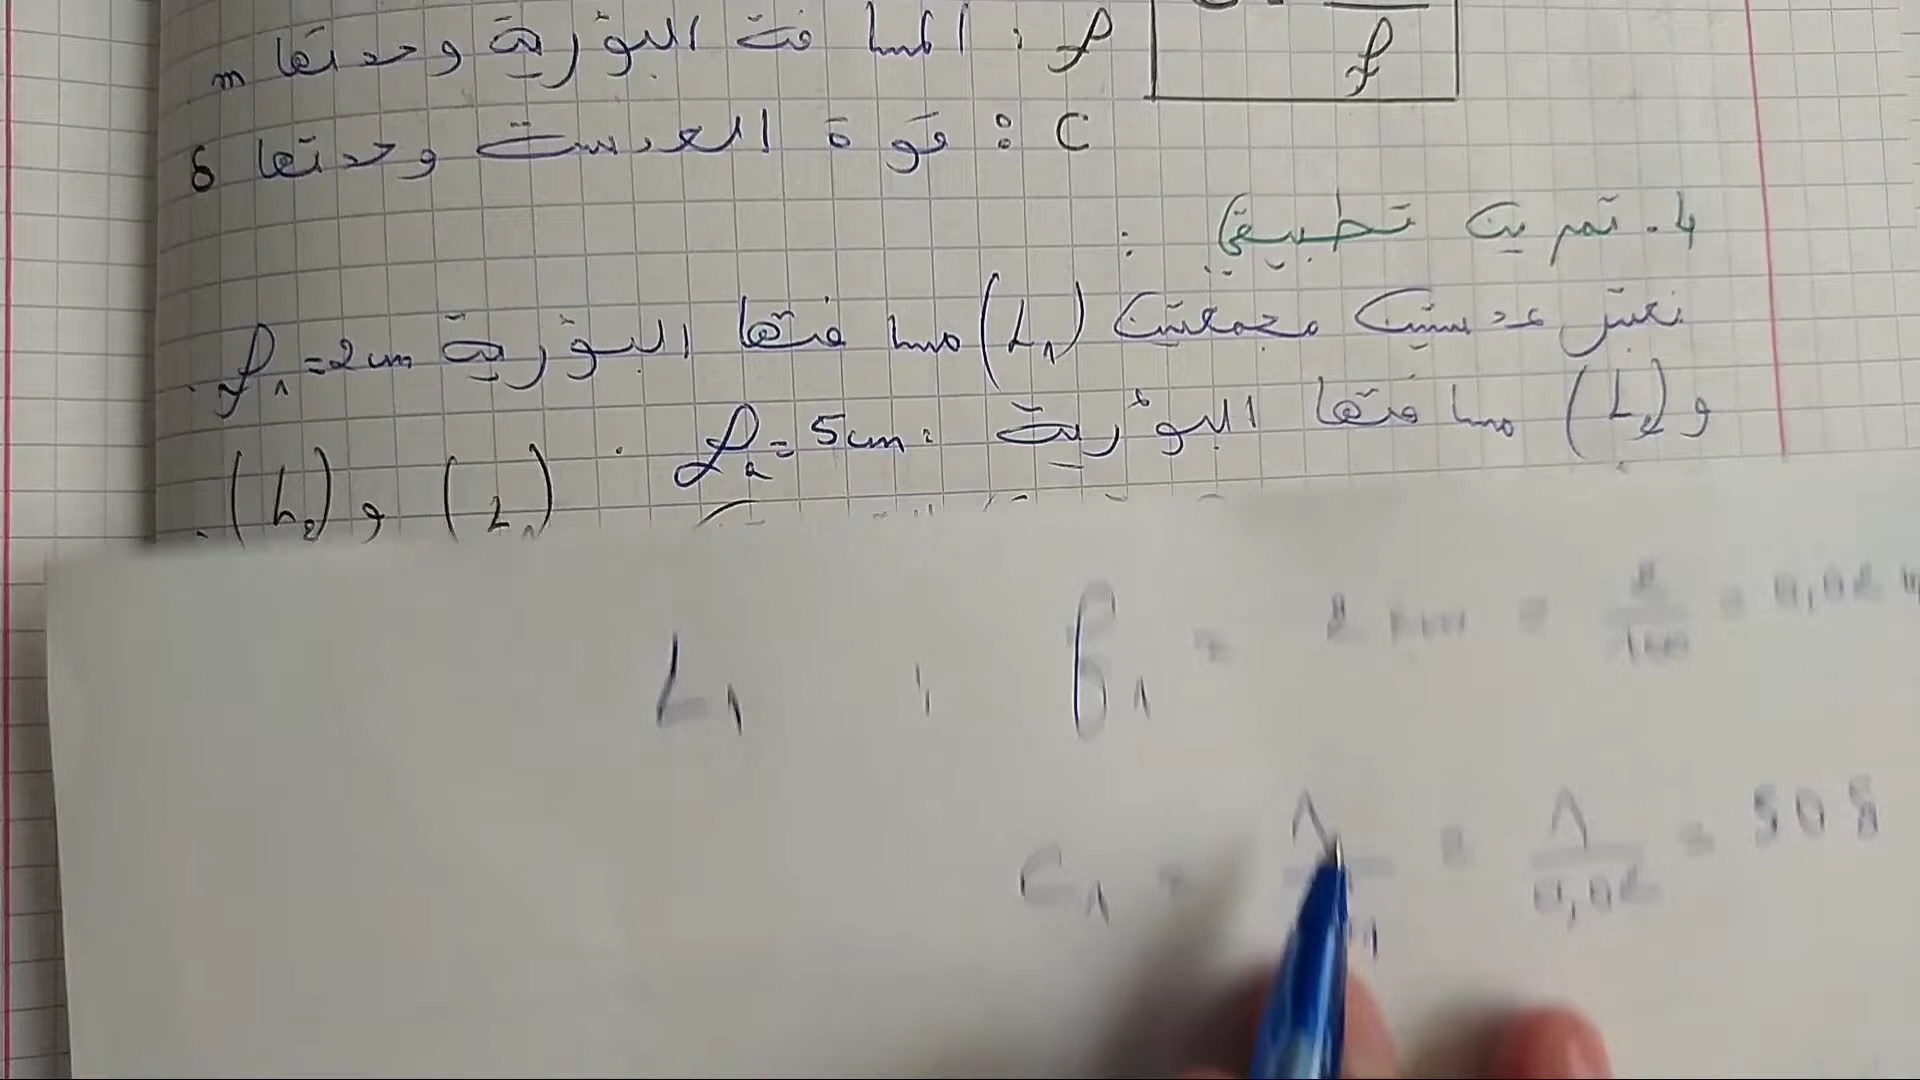 f : المسافة البؤرية وحدتها m
f
C : قوة العدسة وحدتها δ
4. تمرين تطبيقي :
نعتبر عدستين مجمعتين (L1) مسافتها البؤرية f1 = 2cm
و (L2) مسافتها البؤرية f2 = 5cm .
(L1) و (L2) .
L1 : f1 = 2 cm = 2/100 = 0,02
C1 = 1/f1 = 1/0,02 = 50 δ